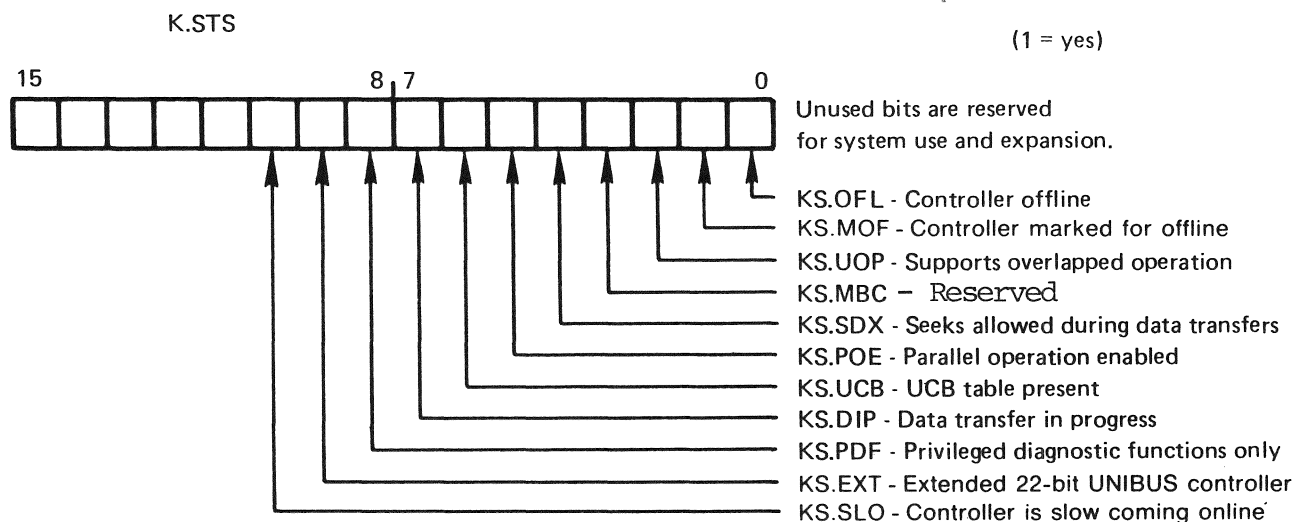 K.STS
(1 = yes)
15 8 7 0
Unused bits are reserved
for system use and expansion.
KS.OFL - Controller offline
KS.MOF - Controller marked for offline
KS.UOP - Supports overlapped operation
KS.MBC – Reserved
KS.SDX - Seeks allowed during data transfers
KS.POE - Parallel operation enabled
KS.UCB - UCB table present
KS.DIP - Data transfer in progress
KS.PDF - Privileged diagnostic functions only
KS.EXT - Extended 22-bit UNIBUS controller
KS.SLO - Controller is slow coming online